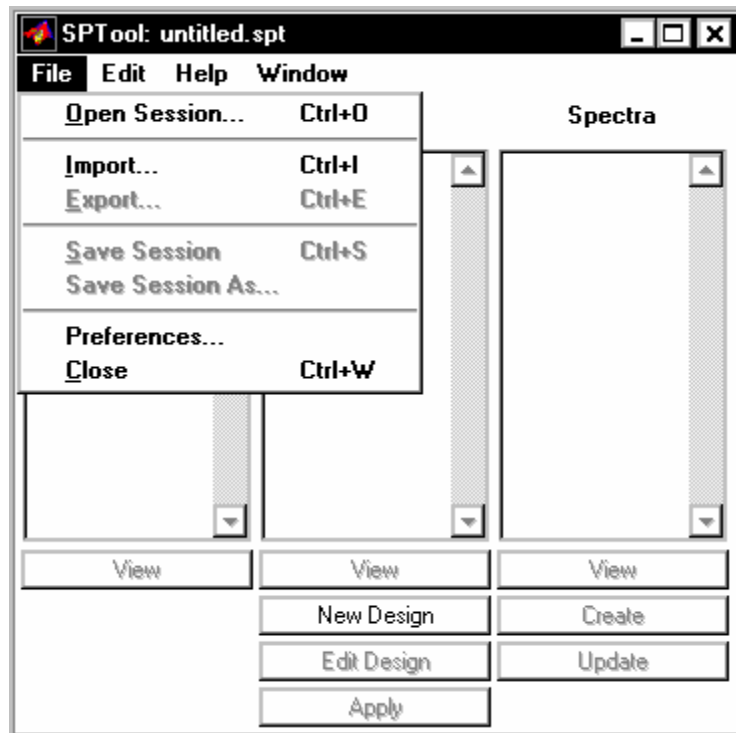 SPTool: untitled.spt
File Edit Help Window
Open Session... Ctrl+O
Spectra
Import... Ctrl+I
Export... Ctrl+E
Save Session Ctrl+S
Save Session As...
Preferences...
Close Ctrl+W
View View View
New Design Create
Edit Design Update
Apply